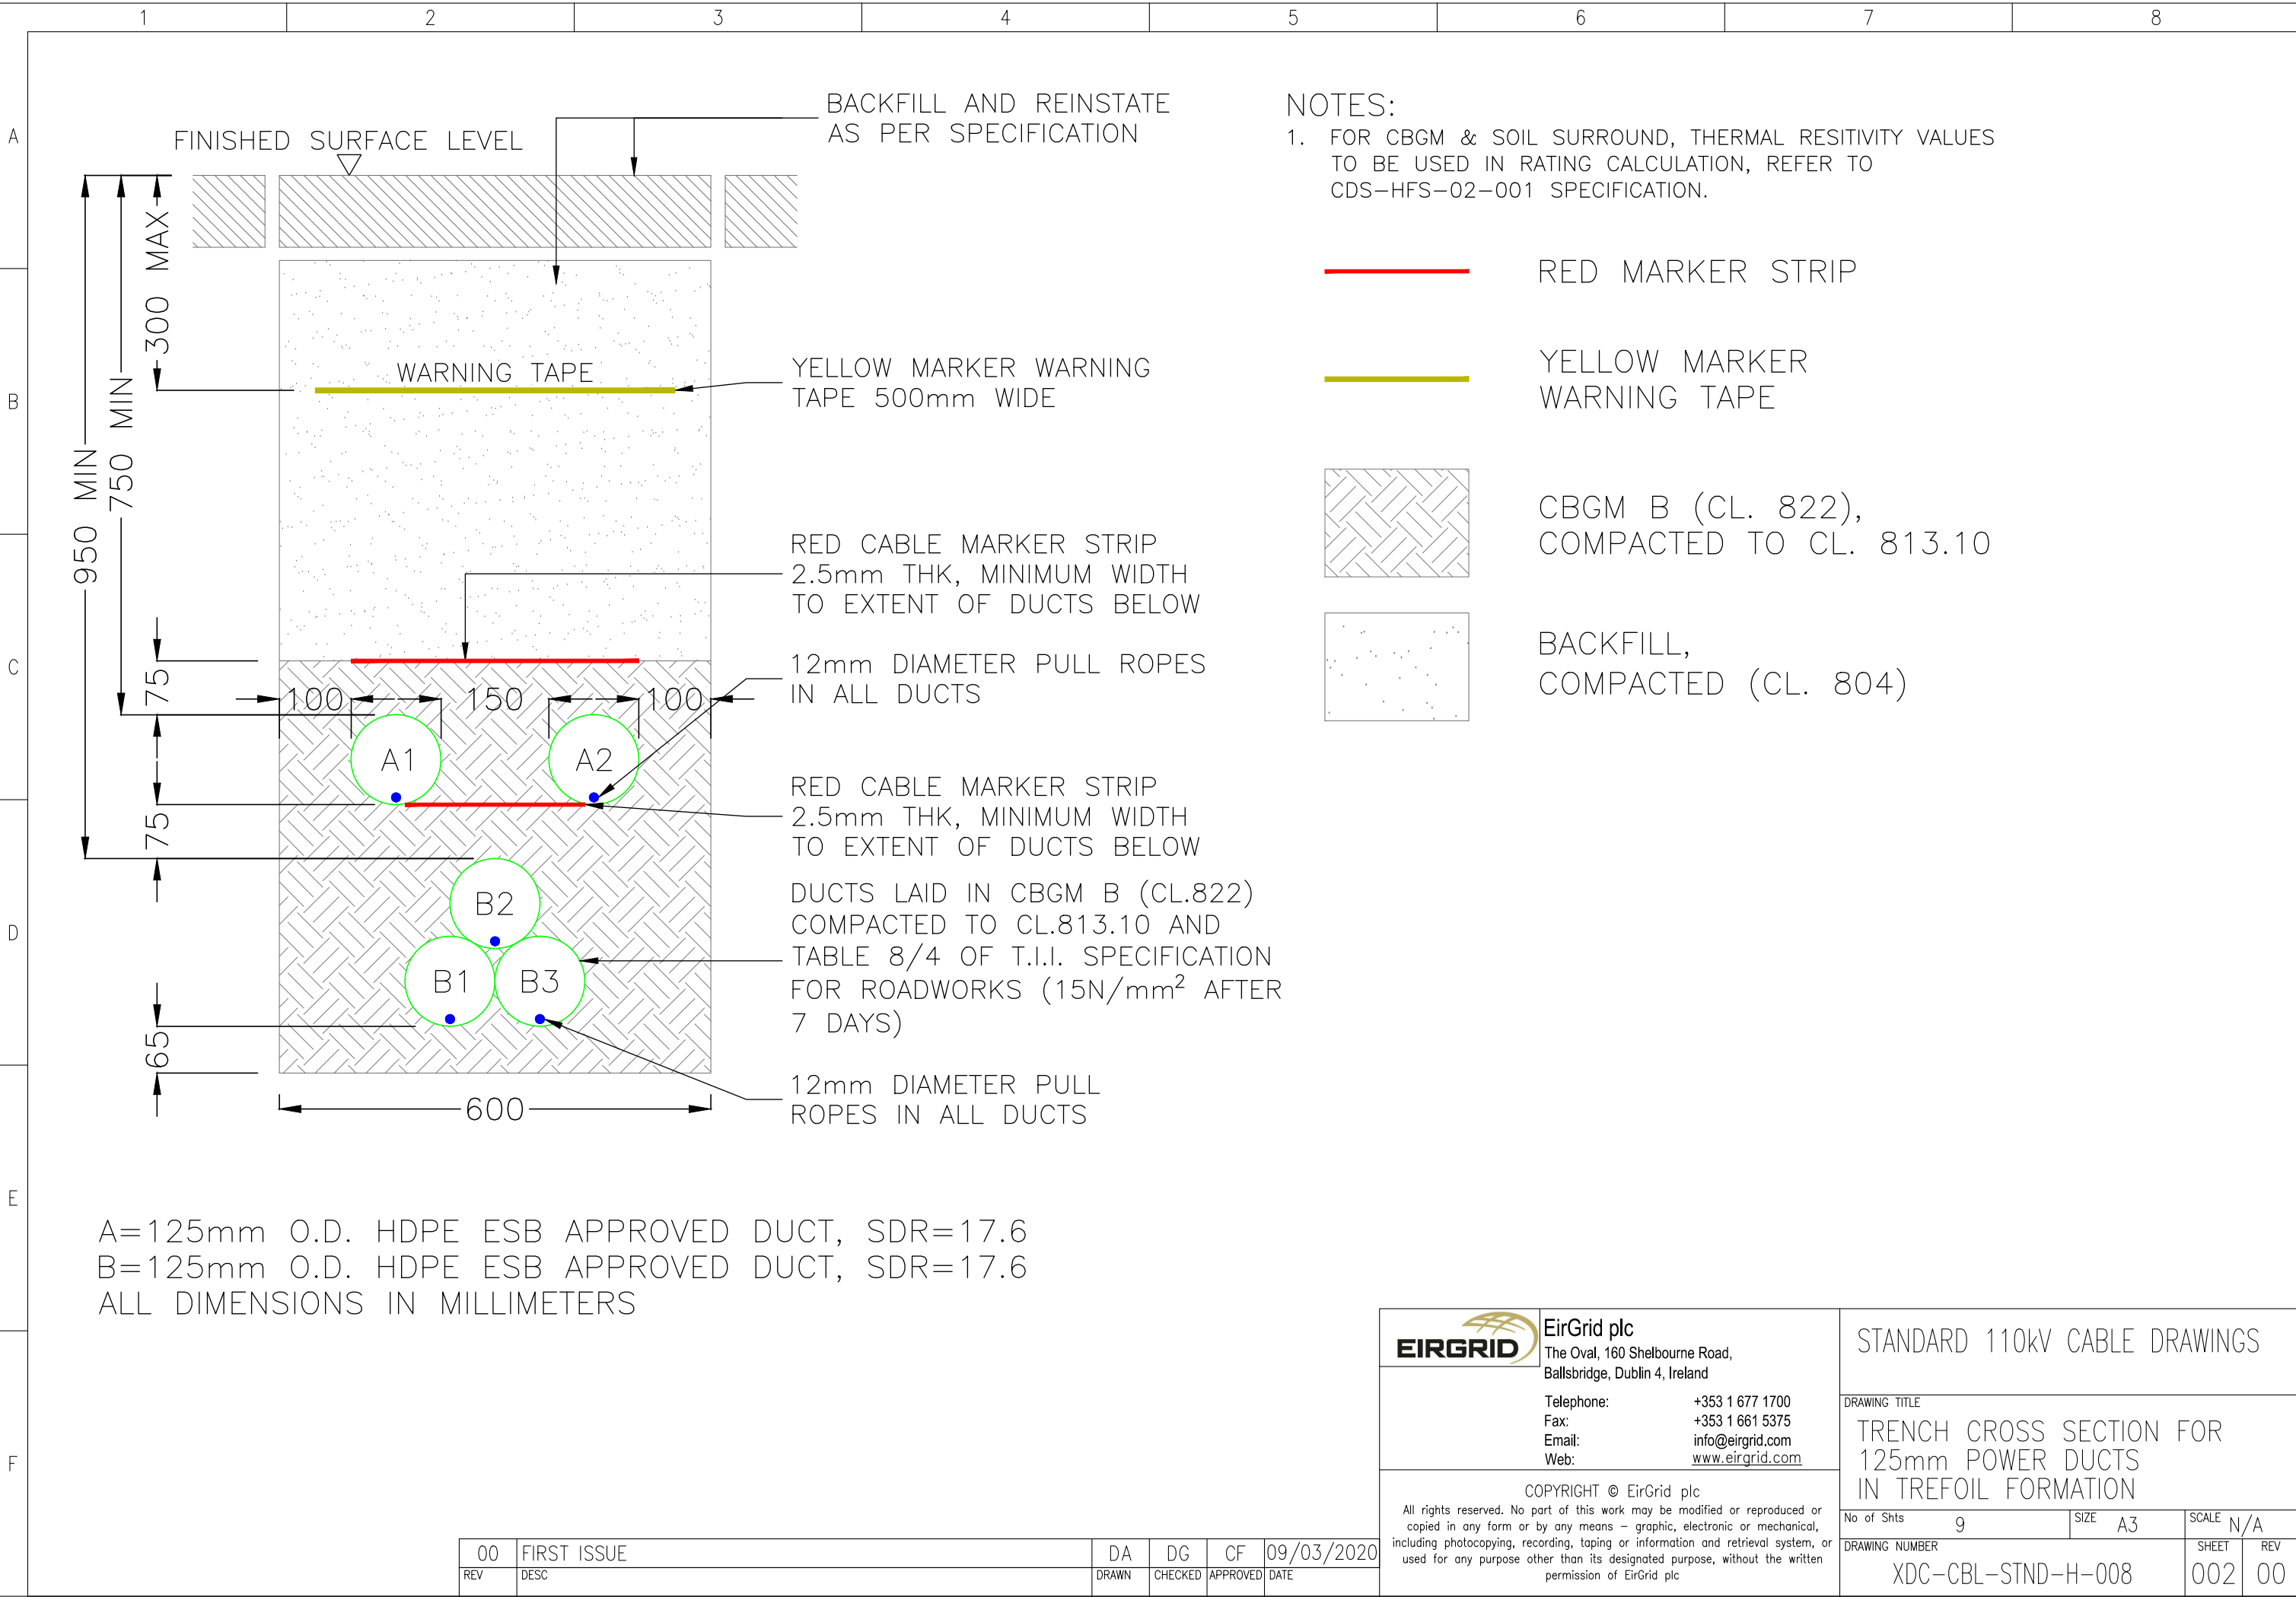 1 2 3 4 5 6 7 8
A
B
C
D
E
F
FINISHED SURFACE LEVEL
BACKFILL AND REINSTATE
AS PER SPECIFICATION
300 MAX
750 MIN
950 MIN
WARNING TAPE
YELLOW MARKER WARNING
TAPE 500mm WIDE
RED CABLE MARKER STRIP
2.5mm THK, MINIMUM WIDTH
TO EXTENT OF DUCTS BELOW
12mm DIAMETER PULL ROPES
IN ALL DUCTS
75
100 150 100
A1 A2
75
RED CABLE MARKER STRIP
2.5mm THK, MINIMUM WIDTH
TO EXTENT OF DUCTS BELOW
B2
B1 B3
DUCTS LAID IN CBGM B (CL.822)
COMPACTED TO CL.813.10 AND
TABLE 8/4 OF T.I.I. SPECIFICATION
FOR ROADWORKS (15N/mm² AFTER
7 DAYS)
65
600
12mm DIAMETER PULL
ROPES IN ALL DUCTS
NOTES:
1. FOR CBGM & SOIL SURROUND, THERMAL RESITIVITY VALUES
TO BE USED IN RATING CALCULATION, REFER TO
CDS-HFS-02-001 SPECIFICATION.
RED MARKER STRIP
YELLOW MARKER
WARNING TAPE
CBGM B (CL. 822),
COMPACTED TO CL. 813.10
BACKFILL,
COMPACTED (CL. 804)
A=125mm O.D. HDPE ESB APPROVED DUCT, SDR=17.6
B=125mm O.D. HDPE ESB APPROVED DUCT, SDR=17.6
ALL DIMENSIONS IN MILLIMETERS
00 FIRST ISSUE DA DG CF 09/03/2020
REV DESC DRAWN CHECKED APPROVED DATE
EIRGRID
EirGrid plc
The Oval, 160 Shelbourne Road,
Ballsbridge, Dublin 4, Ireland
Telephone: +353 1 677 1700
Fax: +353 1 661 5375
Email: info@eirgrid.com
Web: www.eirgrid.com
COPYRIGHT © EirGrid plc
All rights reserved. No part of this work may be modified or reproduced or
copied in any form or by any means – graphic, electronic or mechanical,
including photocopying, recording, taping or information and retrieval system, or
used for any purpose other than its designated purpose, without the written
permission of EirGrid plc
STANDARD 110kV CABLE DRAWINGS
DRAWING TITLE
TRENCH CROSS SECTION FOR
125mm POWER DUCTS
IN TREFOIL FORMATION
No of Shts 9 SIZE A3 SCALE N/A
DRAWING NUMBER SHEET REV
XDC-CBL-STND-H-008 002 00